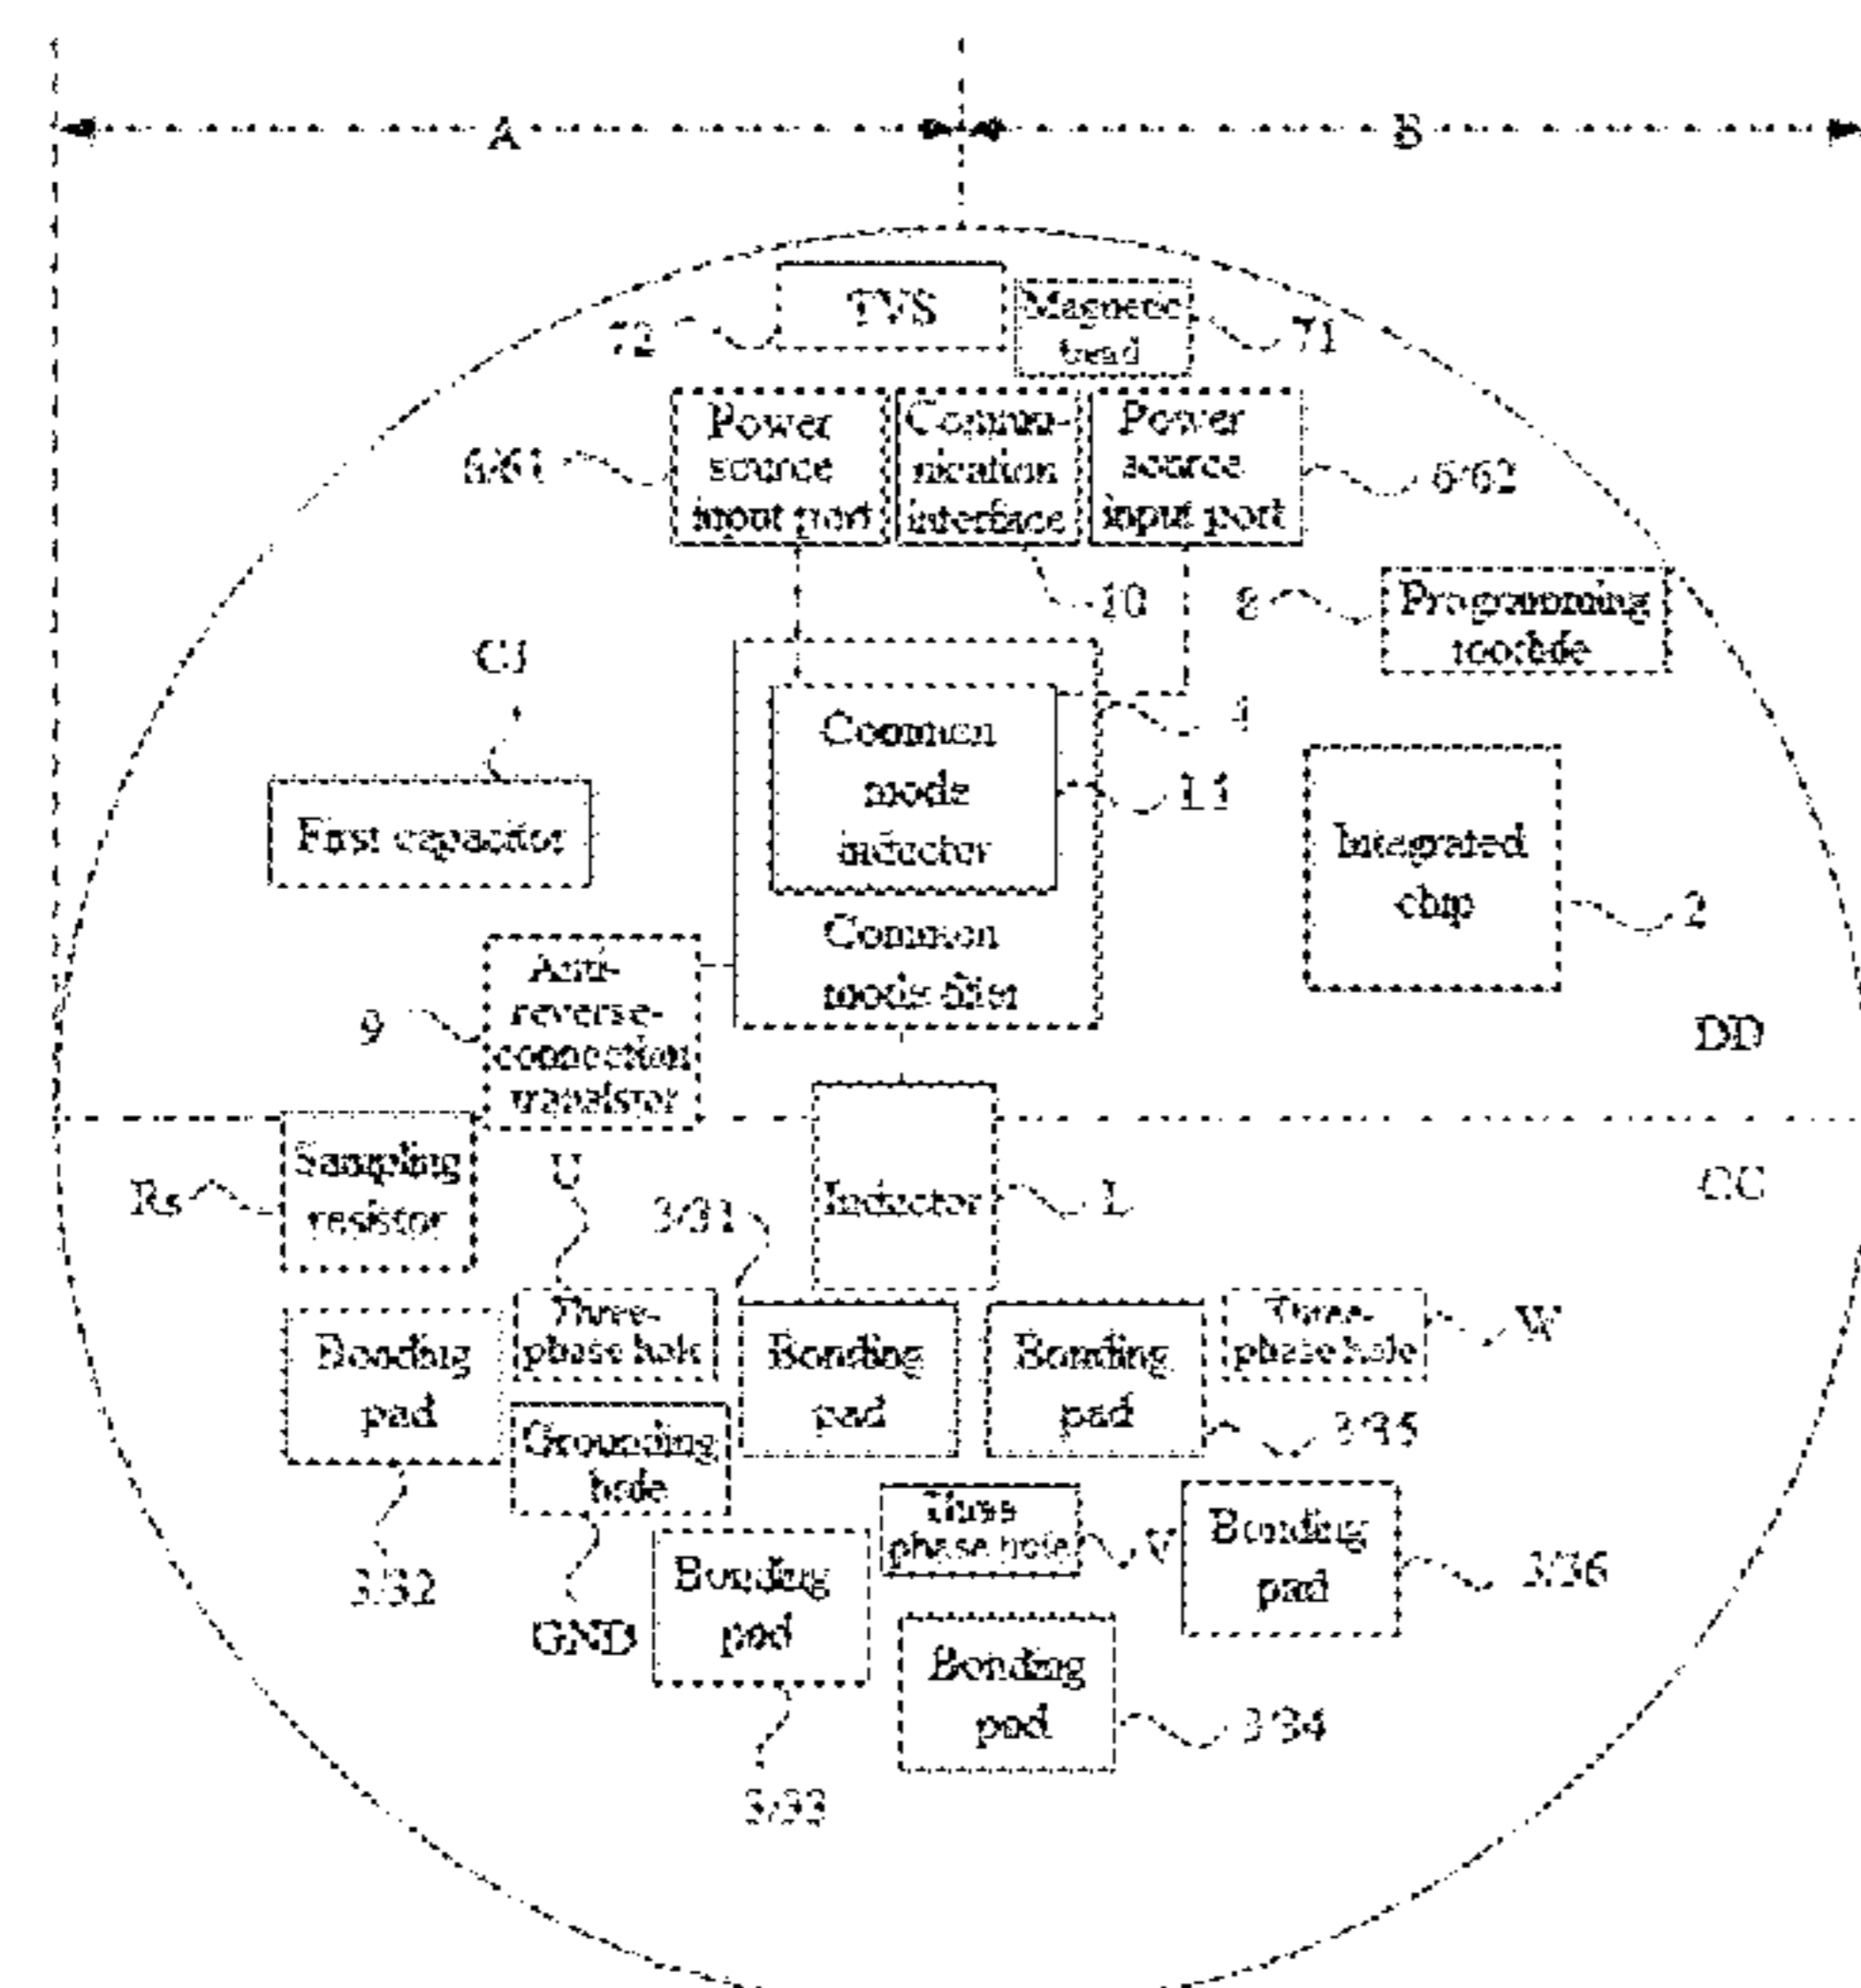 A
B
TVS
72
Magnetic
bead
71
Power
source
input port
6/61
Commu-
nication
interface
Power
source
input port
6/62
10
8
Programming
module
C1
4
Common
mode
inductor
11
First capacitor
Integrated
chip
2
Common
mode filter
Anti-
reverse-
connection
transistor
9
DD
CC
Sampling
resistor
Rs
U
3/31
Inductor
L
Three-
phase hole
Bonding
pad
Bonding
pad
Bonding
pad
Three-
phase hole
W
3/35
Grounding
hole
Three
phase hole
V
Bonding
pad
3/36
3/32
GND
Bonding
pad
Bonding
pad
3/34
3/33